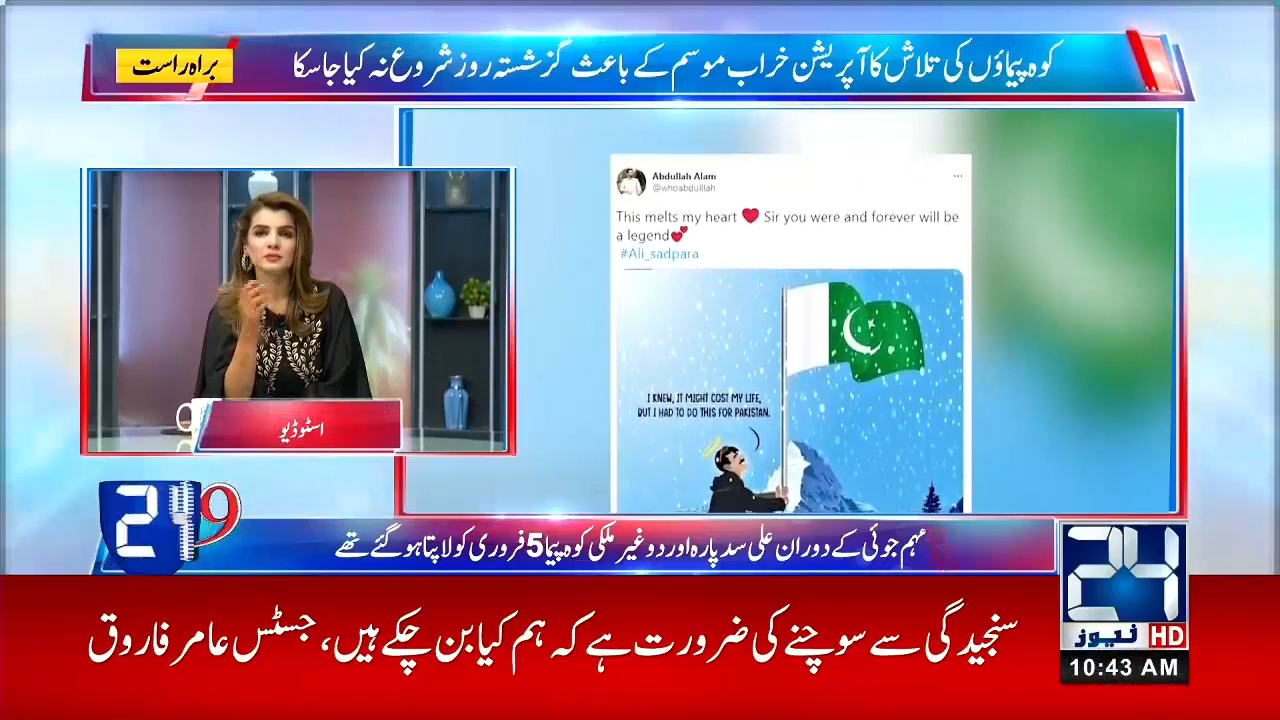 کوہ پیماؤں کی تلاش کا آپریشن خراب موسم کے باعث گزشتہ روز شروع نہ کیا جاسکا
براہ راست
Abdullah Alam
@whoabdulllah
This melts my heart ❤️ Sir you were and forever will be
a legend💕
#Ali_sadpara
I KNEW, IT MIGHT COST MY LIFE,
BUT I HAD TO DO THIS FOR PAKISTAN.
اسٹوڈیو
24 9
مہم جوئی کے دوران علی سدپارہ اور دو غیر ملکی کوہ پیما 5 فروری کو لاپتا ہو گئے تھے
سنجیدگی سے سوچنے کی ضرورت ہے کہ ہم کیا بن چکے ہیں، جسٹس عامر فاروق
24
نیوز HD
10:43 AM